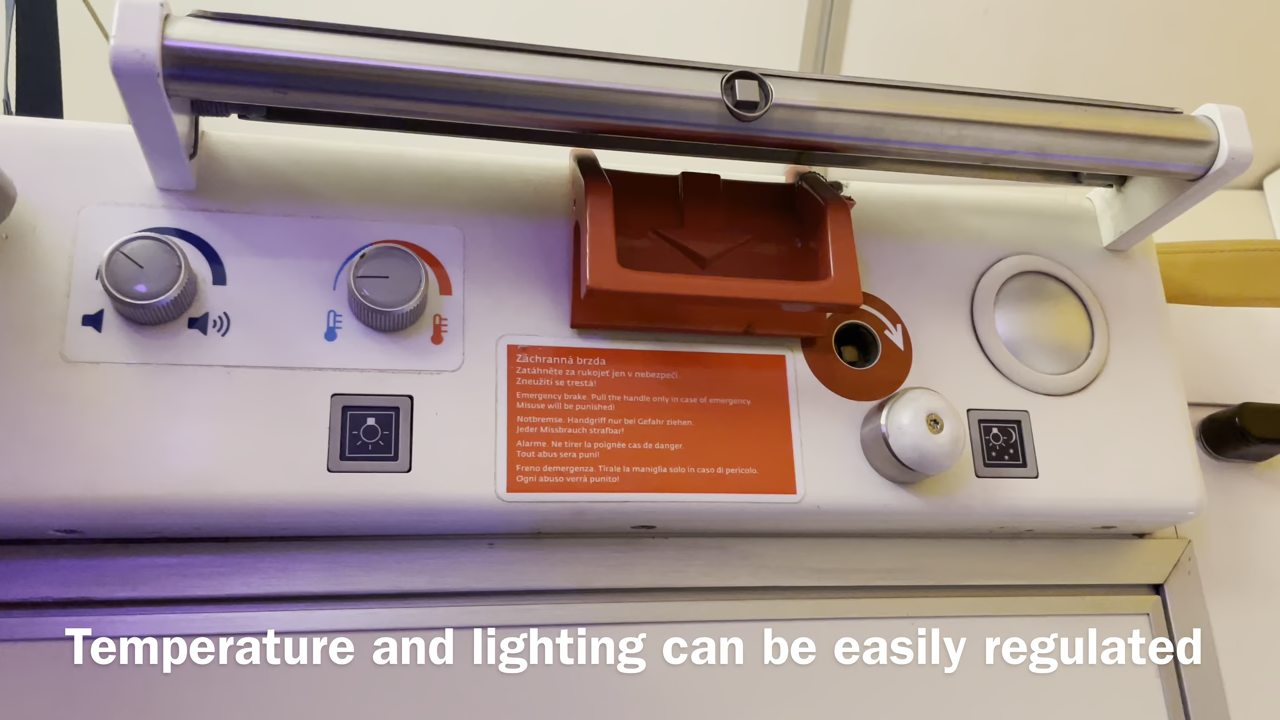 Záchranná brzda
Zatáhněte za rukojeť jen v nebezpečí.
Zneužití se trestá!
Emergency brake. Pull the handle only in case of emergency.
Misuse will be punished!
Notbremse. Handgriff nur bei Gefahr ziehen.
Jeder Missbrauch strafbar!
Alarme. Ne tirer la poignée cas de danger.
Tout abus sera puni!
Freno demergenza. Tirale la maniglia solo in caso di pericolo.
Ogni abuso verrà punito!
Temperature and lighting can be easily regulated